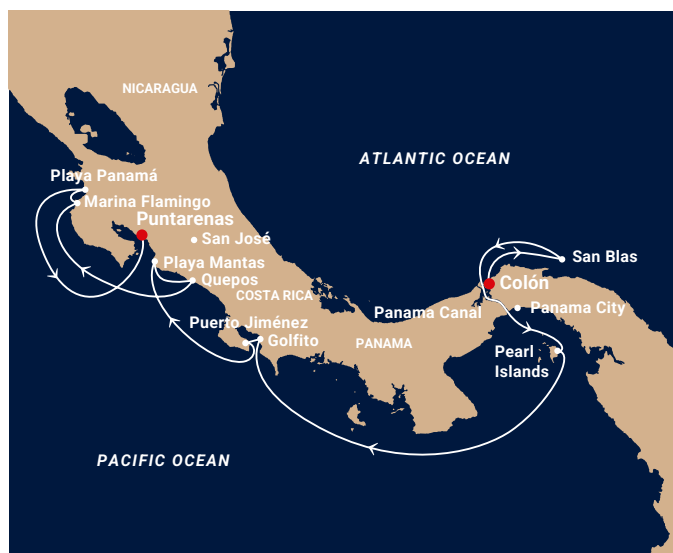 NICARAGUA
ATLANTIC OCEAN
Playa Panamá
Marina Flamingo
Puntarenas
San José
Playa Mantas
Quepos
COSTA RICA
San Blas
Colón
Panama Canal
Panama City
Puerto Jiménez
Golfito
PANAMA
Pearl
Islands
PACIFIC OCEAN